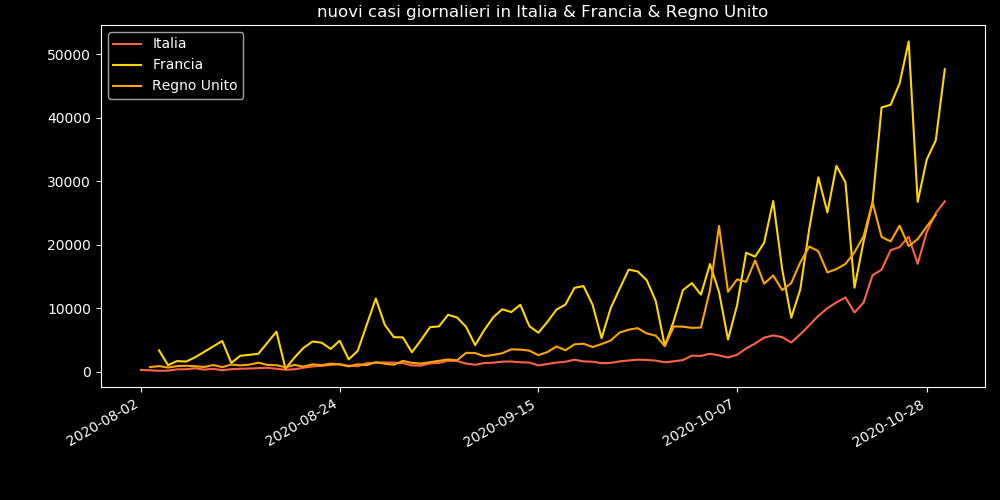 nuovi casi giornalieri in Italia & Francia & Regno Unito
Italia
Francia
Regno Unito
50000
40000
30000
20000
10000
0
2020-08-02
2020-08-24
2020-09-15
2020-10-07
2020-10-28